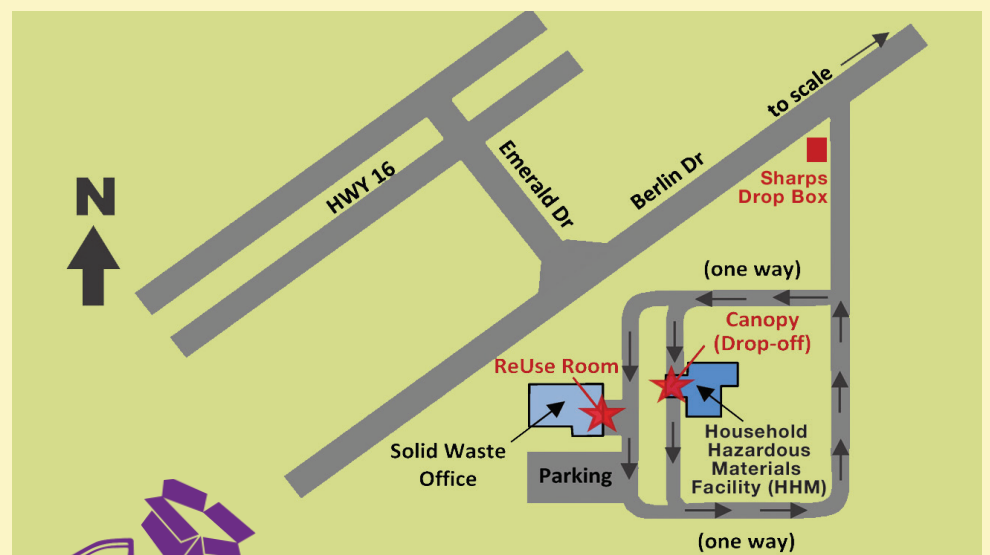 to scale
Berlin Dr
Emerald Dr
HWY 16
Sharps
Drop Box
N
(one way)
Canopy
(Drop-off)
ReUse Room
Solid Waste
Office
Household
Hazardous
Materials
Facility (HHM)
Parking
(one way)